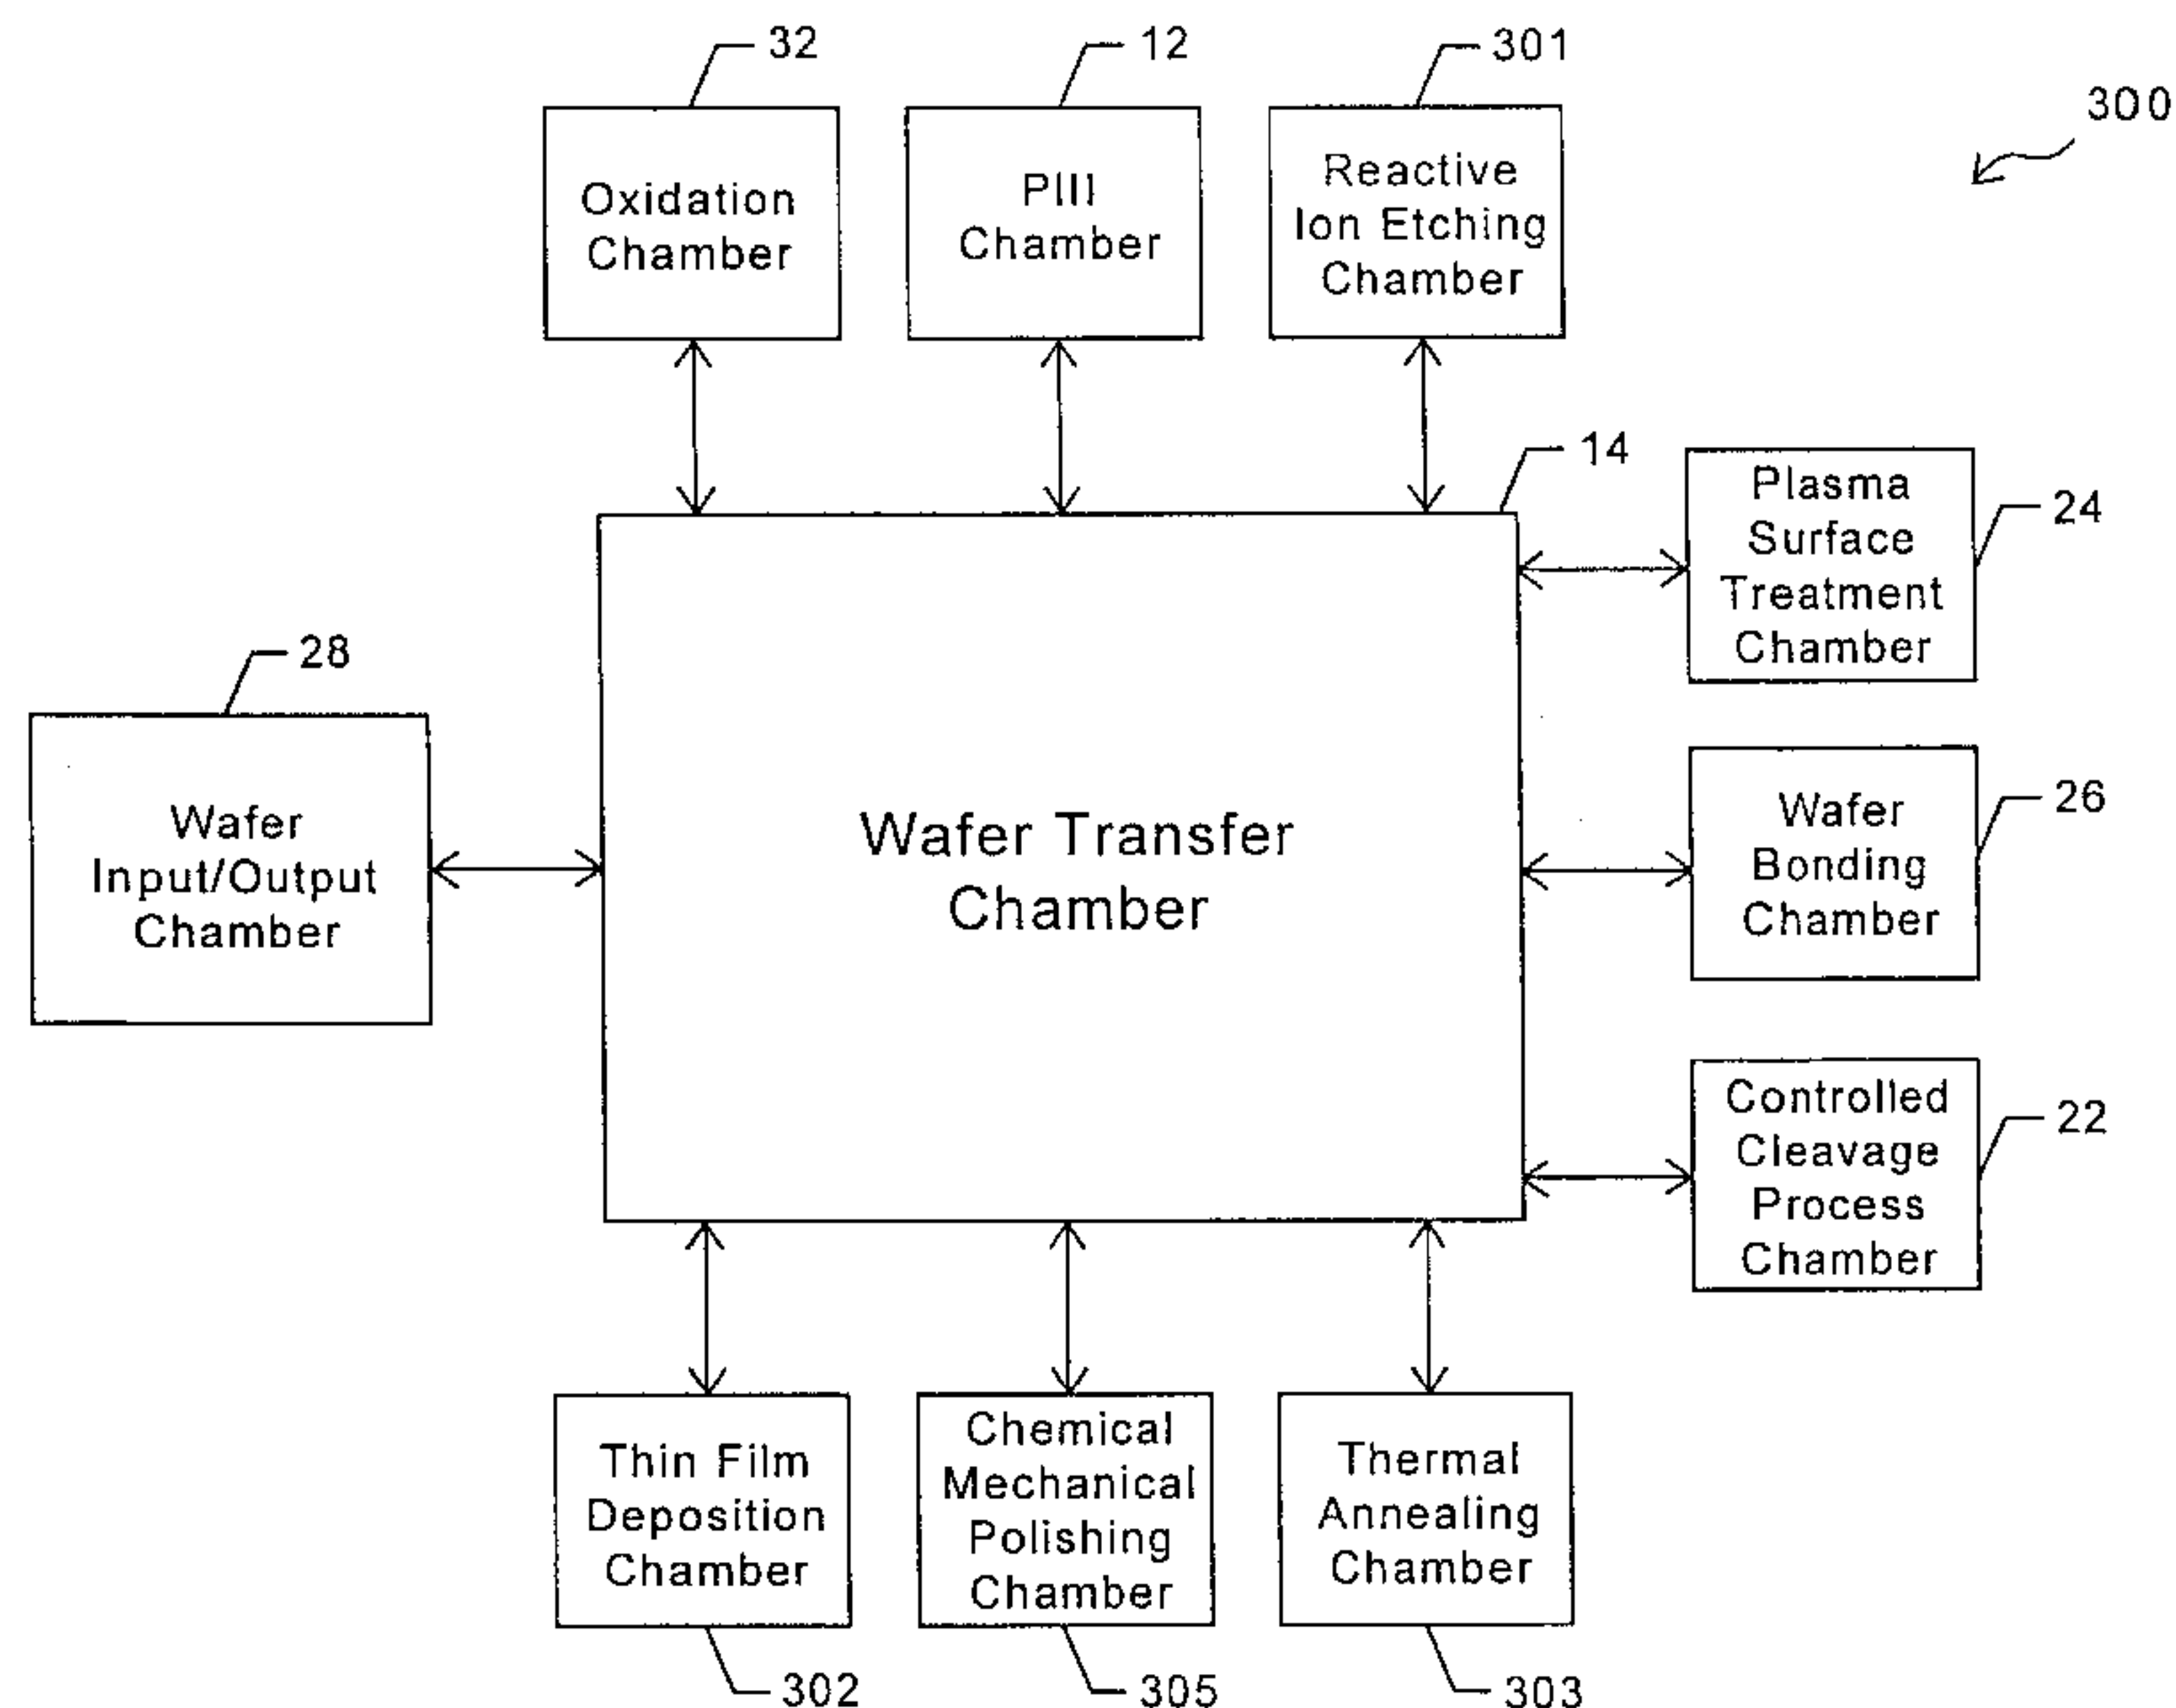 32
12
301
300
Oxidation
Chamber
PIII
Chamber
Reactive
Ion Etching
Chamber
14
Plasma
Surface
Treatment
Chamber
24
28
Wafer
Input/Output
Chamber
Wafer Transfer
Chamber
Wafer
Bonding
Chamber
26
Controlled
Cleavage
Process
Chamber
22
Thin Film
Deposition
Chamber
Chemical
Mechanical
Polishing
Chamber
Thermal
Annealing
Chamber
302
305
303